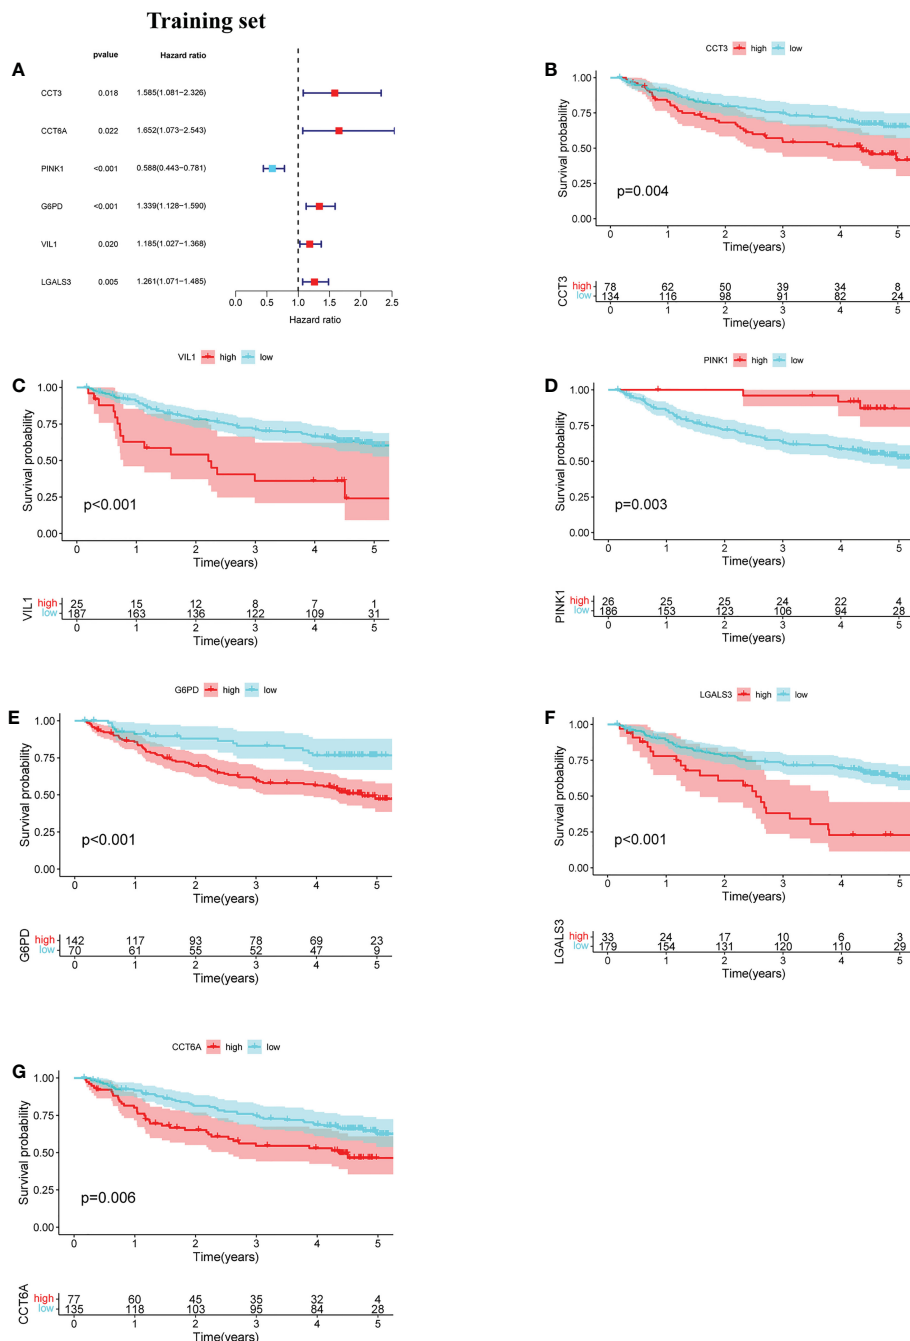 Training set
A
pvalue Hazard ratio
CCT3 0.018 1.585(1.081−2.326)
CCT6A 0.022 1.652(1.073−2.543)
PINK1 <0.001 0.588(0.443−0.781)
G6PD <0.001 1.339(1.128−1.590)
VIL1 0.020 1.185(1.027−1.368)
LGALS3 0.005 1.261(1.071−1.485)
0.0 0.5 1.0 1.5 2.0 2.5
Hazard ratio
B
CCT3 high low
1.00
0.75
0.50
0.25
0.00
Survival probability
p=0.004
0 1 2 3 4 5
Time(years)
CCT3
high 78 62 50 39 34 8
low 134 116 98 91 82 24
0 1 2 3 4 5
Time(years)
C
VIL1 high low
1.00
0.75
0.50
0.25
0.00
Survival probability
p<0.001
0 1 2 3 4 5
Time(years)
VIL1
high 25 15 12 8 7 1
low 187 163 136 122 109 31
0 1 2 3 4 5
Time(years)
D
PINK1 high low
1.00
0.75
0.50
0.25
0.00
Survival probability
p=0.003
0 1 2 3 4 5
Time(years)
PINK1
high 26 25 25 24 22 4
low 186 153 123 106 94 28
0 1 2 3 4 5
Time(years)
E
G6PD high low
1.00
0.75
0.50
0.25
0.00
Survival probability
p<0.001
0 1 2 3 4 5
Time(years)
G6PD
high 142 117 93 78 69 23
low 70 61 55 52 47 9
0 1 2 3 4 5
Time(years)
F
LGALS3 high low
1.00
0.75
0.50
0.25
0.00
Survival probability
p<0.001
0 1 2 3 4 5
Time(years)
LGALS3
high 33 24 17 10 6 3
low 179 154 131 120 110 29
0 1 2 3 4 5
Time(years)
G
CCT6A high low
1.00
0.75
0.50
0.25
0.00
Survival probability
p=0.006
0 1 2 3 4 5
Time(years)
CCT6A
high 77 60 45 35 32 4
low 135 118 103 95 84 28
0 1 2 3 4 5
Time(years)